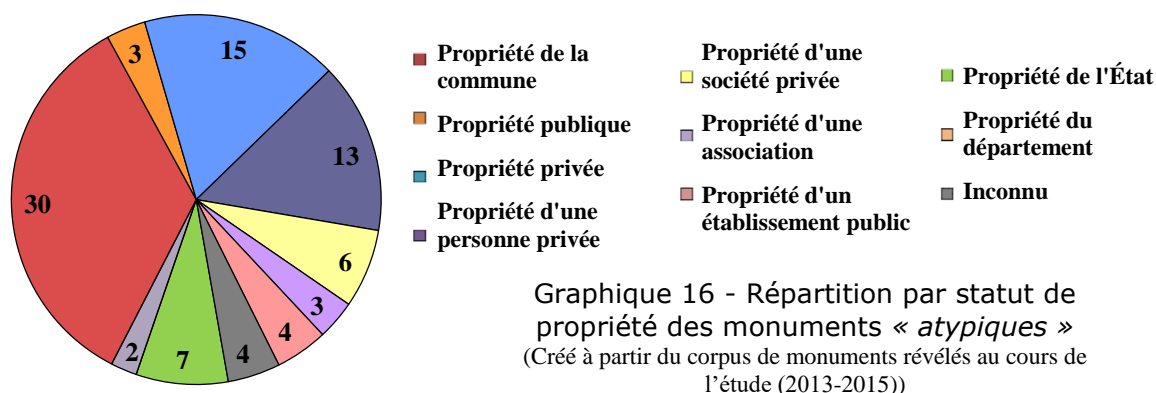 3
15
13
30
6
3
4
4
7
2
Propriété de la
commune
Propriété publique
Propriété privée
Propriété d'une
personne privée
Propriété d'une
société privée
Propriété d'une
association
Propriété d'un
établissement public
Propriété de l'État
Propriété du
département
Inconnu
Graphique 16 - Répartition par statut de
propriété des monuments « atypiques »
(Créé à partir du corpus de monuments révélés au cours de
l'étude (2013-2015))